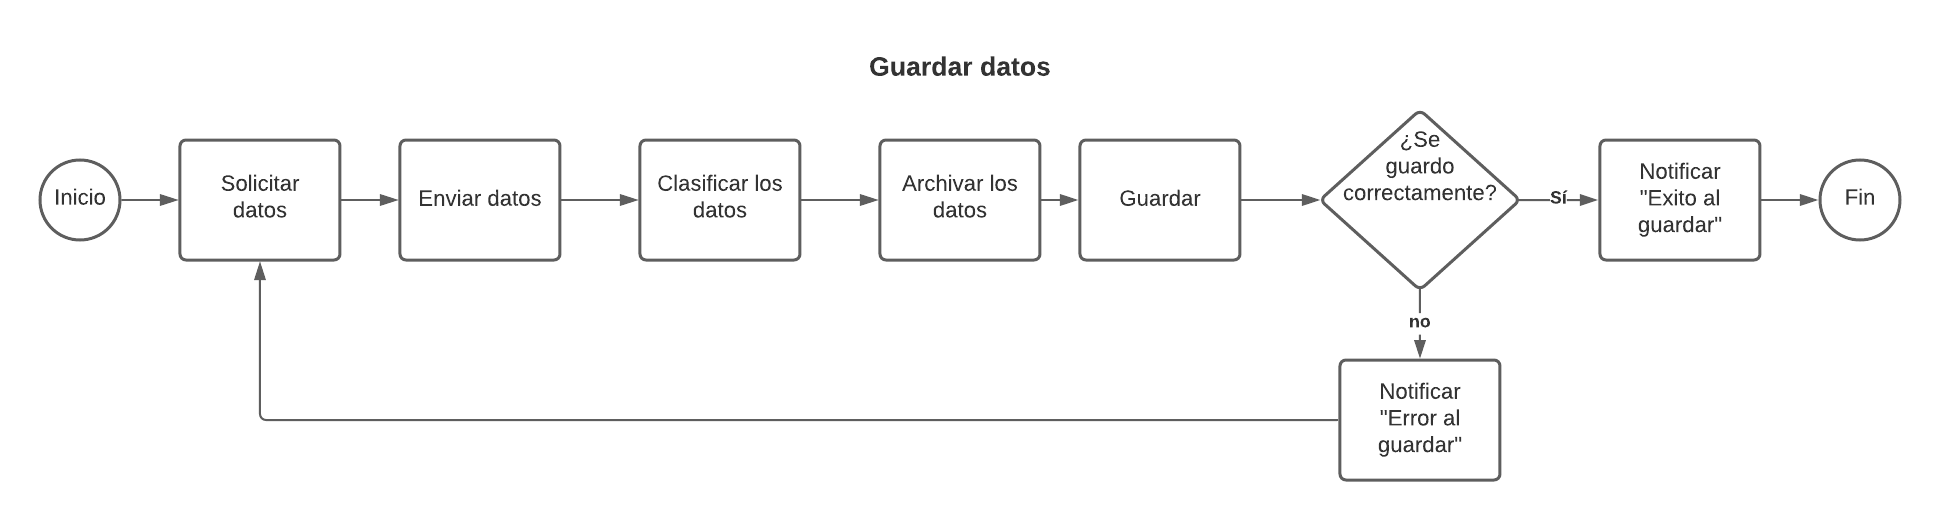 Guardar datos
Inicio
Solicitar
datos
Enviar datos
Clasificar los
datos
Archivar los
datos
Guardar
¿Se
guardo
correctamente?
Sí
Notificar
"Exito al
guardar"
Fin
no
Notificar
"Error al
guardar"